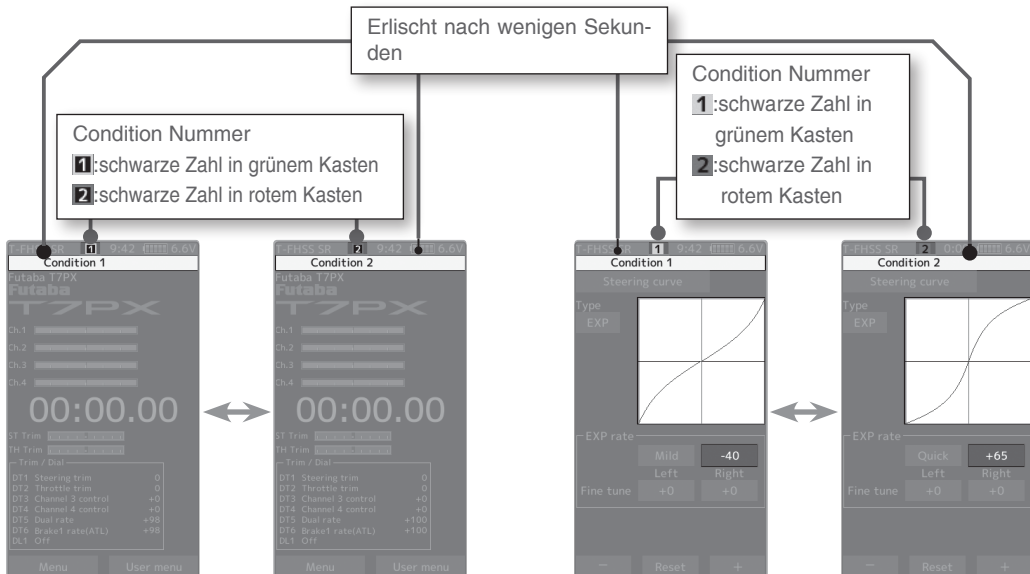 Erlischt nach wenigen Sekun-
den
Condition Nummer
1:schwarze Zahl in grünem Kasten
2:schwarze Zahl in rotem Kasten
Condition Nummer
1:schwarze Zahl in
grünem Kasten
2:schwarze Zahl in
rotem Kasten
T-FHSS SR 1 9:42 6.6V
Condition 1
Futaba T7PX
Futaba
T7PX
Ch.1
Ch.2
Ch.3
Ch.4
00:00.00
ST Trim
TH Trim
Trim / Dial
DT1 Steering trim 0
DT2 Throttle trim 0
DT3 Channel 3 control +0
DT4 Channel 4 control +0
DT5 Dual rate +98
DT6 Brake1 rate(ATL) +98
DL1 Off
Menu User menu
T-FHSS SR 2 9:42 6.6V
Condition 2
Futaba T7PX
Futaba
T7PX
Ch.1
Ch.2
Ch.3
Ch.4
00:00.00
ST Trim
TH Trim
Trim / Dial
DT1 Steering trim 0
DT2 Throttle trim 0
DT3 Channel 3 control +0
DT4 Channel 4 control +0
DT5 Dual rate +100
DT6 Brake1 rate(ATL) +100
DL1 Off
Menu User menu
T-FHSS SR 1 9:42 6.6V
Condition 1
Steering curve
Type
EXP
EXP rate
Mild -40
Left Right
Fine tune +0 +0
− Reset +
T-FHSS SR 2 6.6V
Condition 2
Steering curve
Type
EXP
EXP rate
Quick +65
Left Right
Fine tune +0 +0
− Reset +